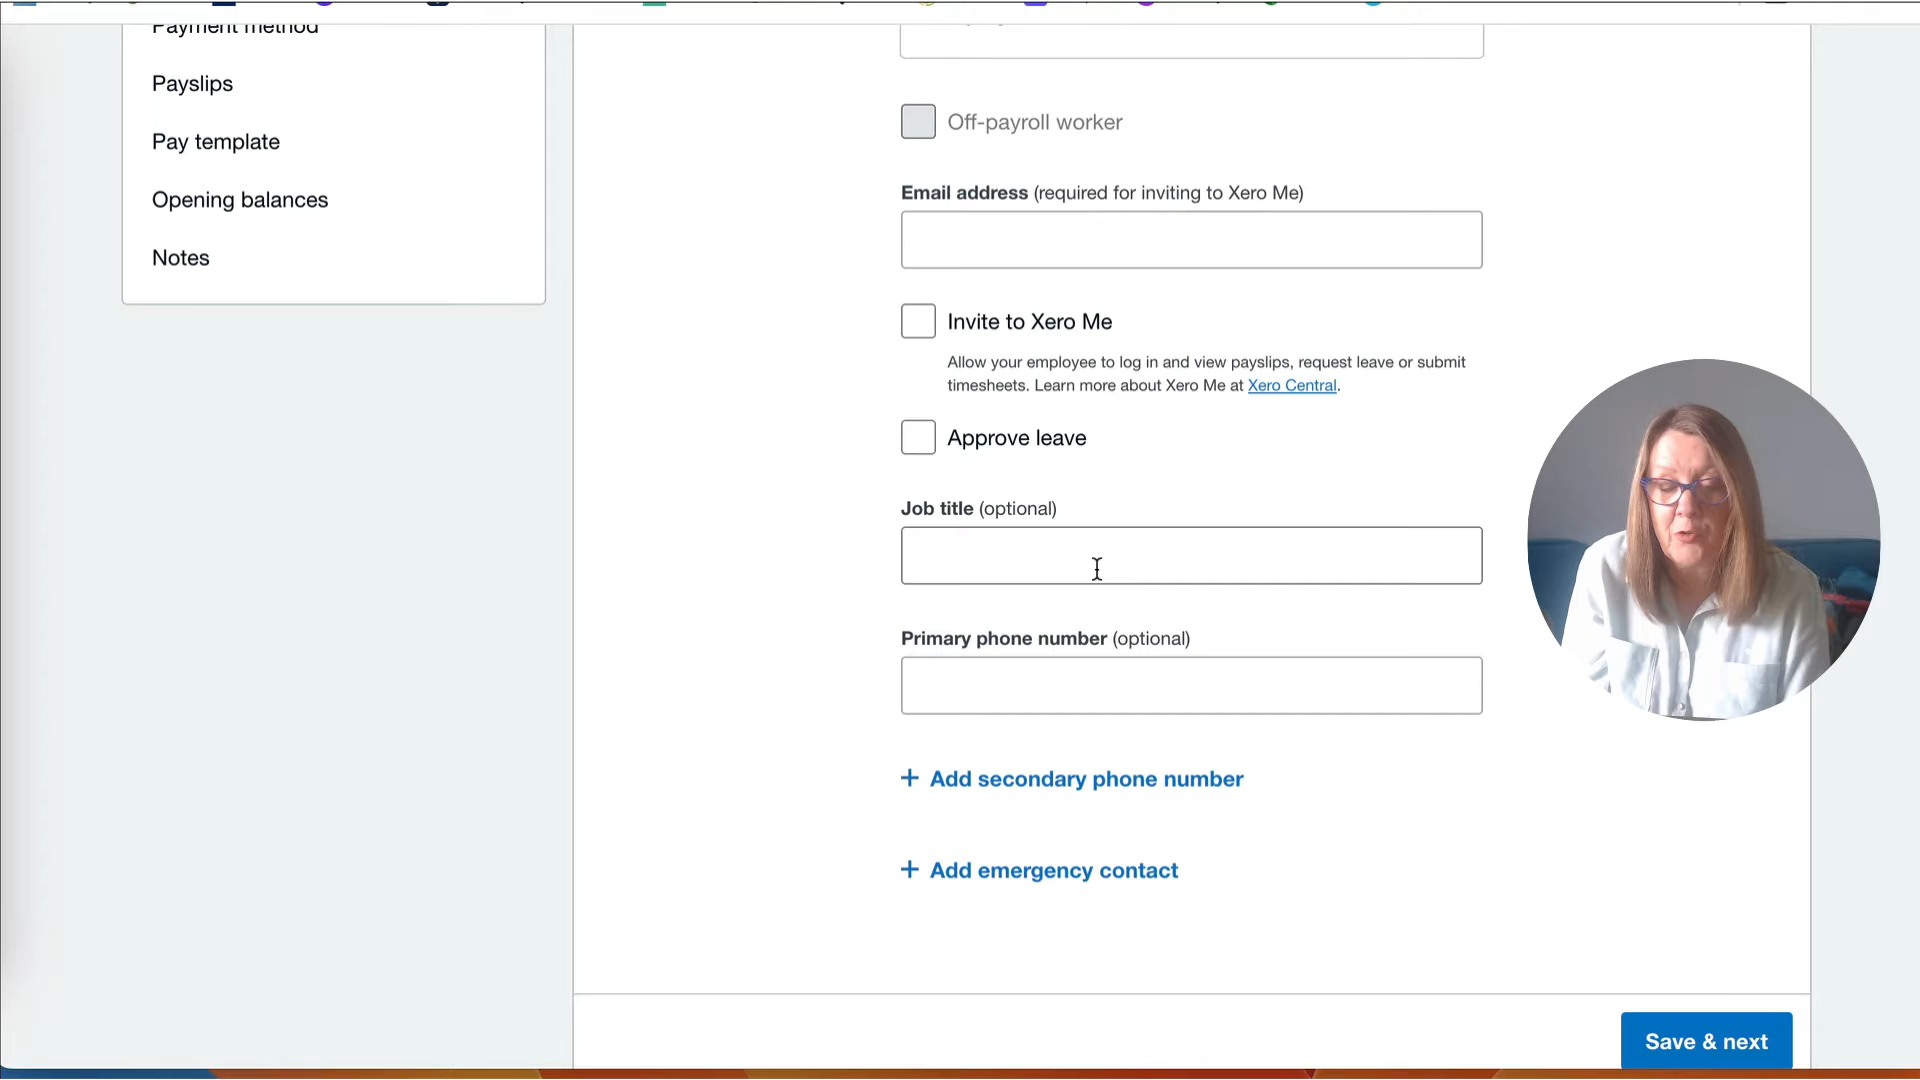 Payment method
Payslips
Pay template
Opening balances
Notes
Off-payroll worker
Email address (required for inviting to Xero Me)
Invite to Xero Me
Allow your employee to log in and view payslips, request leave or submit
timesheets. Learn more about Xero Me at Xero Central.
Approve leave
Job title (optional)
Primary phone number (optional)
+ Add secondary phone number
+ Add emergency contact
Save & next